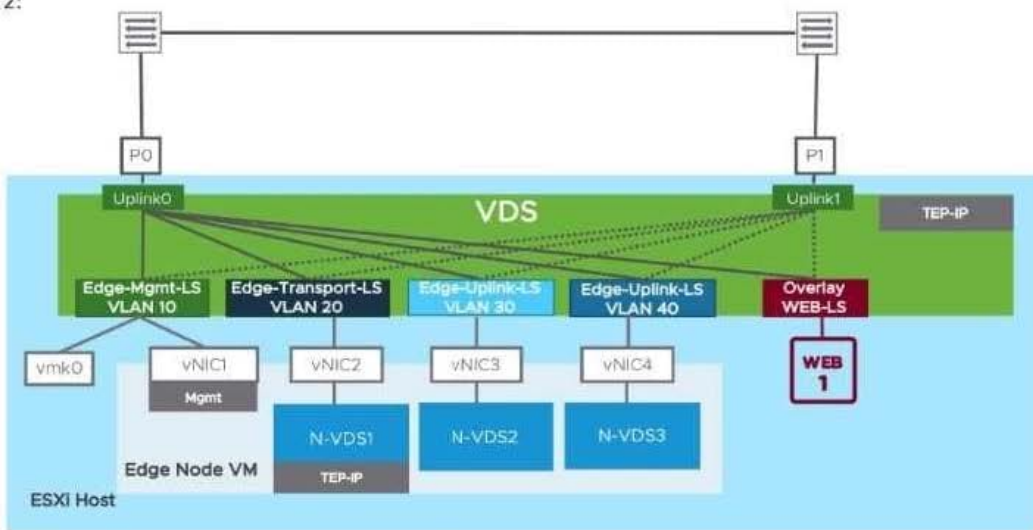 2:
P0
P1
Uplink0
VDS
Uplink1
TEP-IP
Edge-Mgmt-LS
VLAN 10
Edge-Transport-LS
VLAN 20
Edge-Uplink-LS
VLAN 30
Edge-Uplink-LS
VLAN 40
Overlay
WEB-LS
vmk0
vNIC1
Mgmt
vNIC2
vNIC3
vNIC4
WEB
1
N-VDS1
TEP-IP
N-VDS2
N-VDS3
Edge Node VM
ESXi Host